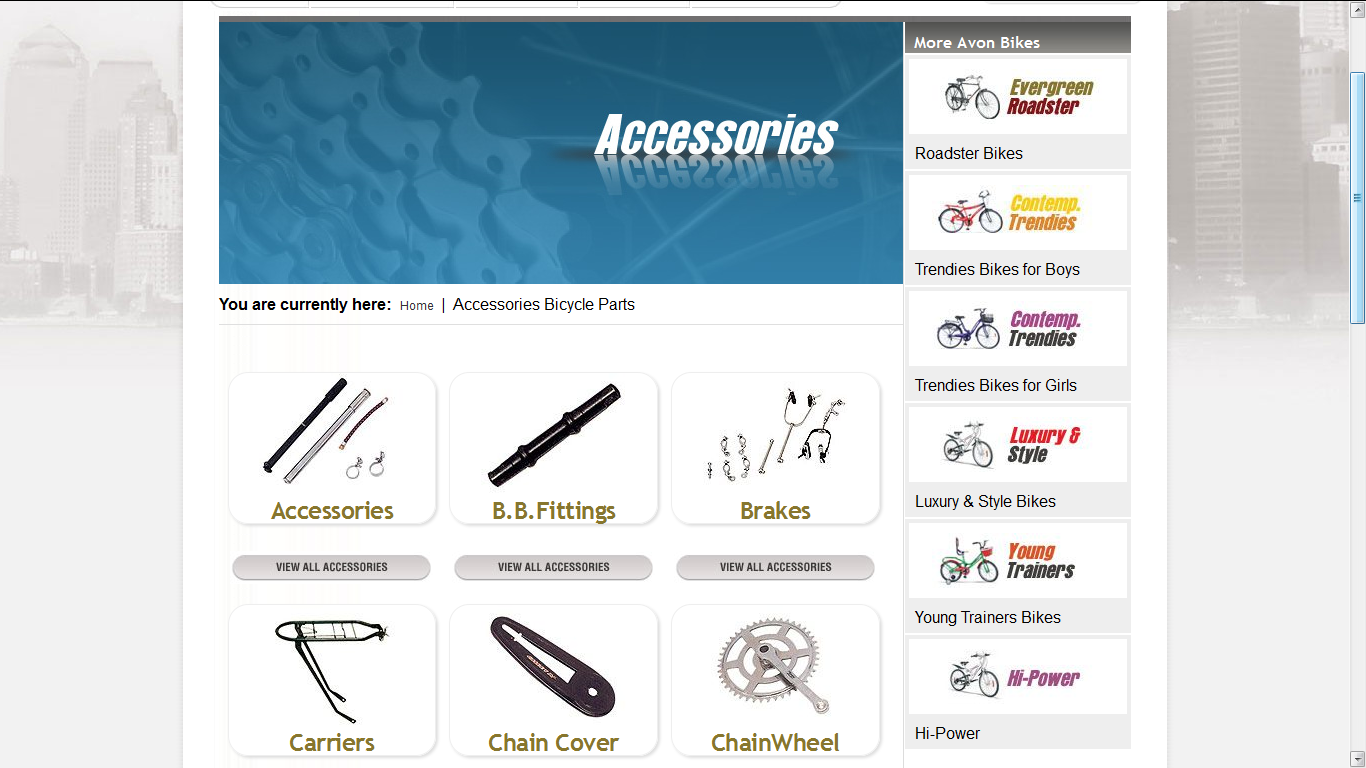 Accessories
You are currently here: Home | Accessories Bicycle Parts
Accessories
B.B.Fittings
Brakes
VIEW ALL ACCESSORIES
VIEW ALL ACCESSORIES
VIEW ALL ACCESSORIES
Carriers
Chain Cover
ChainWheel
More Avon Bikes
Evergreen
Roadster
Roadster Bikes
Contemp.
Trendies
Trendies Bikes for Boys
Contemp.
Trendies
Trendies Bikes for Girls
Luxury &
Style
Luxury & Style Bikes
Young
Trainers
Young Trainers Bikes
Hi-Power
Hi-Power